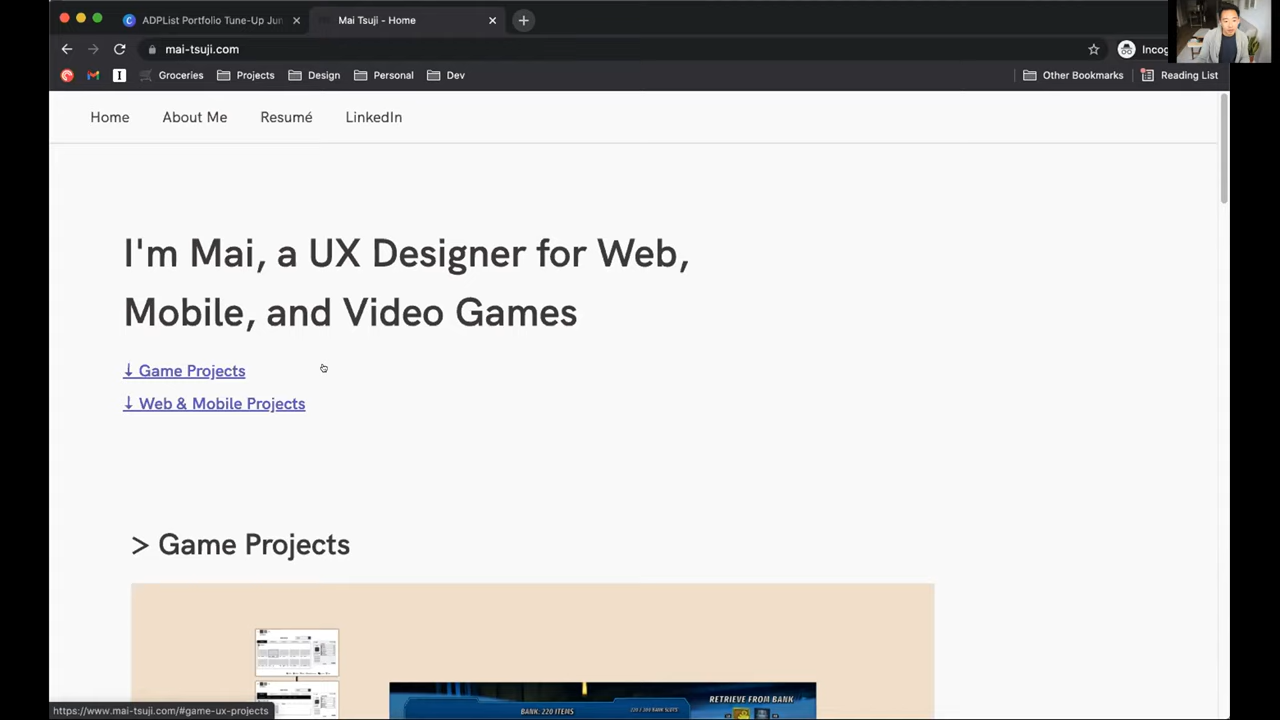 ADPList Portfolio Tune-Up Jun
Mai Tsuji - Home
mai-tsuji.com
Incog
Groceries
Projects
Design
Personal
Dev
Other Bookmarks
Reading List
Home
About Me
Resumé
LinkedIn
I'm Mai, a UX Designer for Web,
Mobile, and Video Games
↓ Game Projects
↓ Web & Mobile Projects
> Game Projects
BANK: 220 ITEMS
RETRIEVE FROM BANK
https://www.mai-tsuji.com/#game-ux-projects